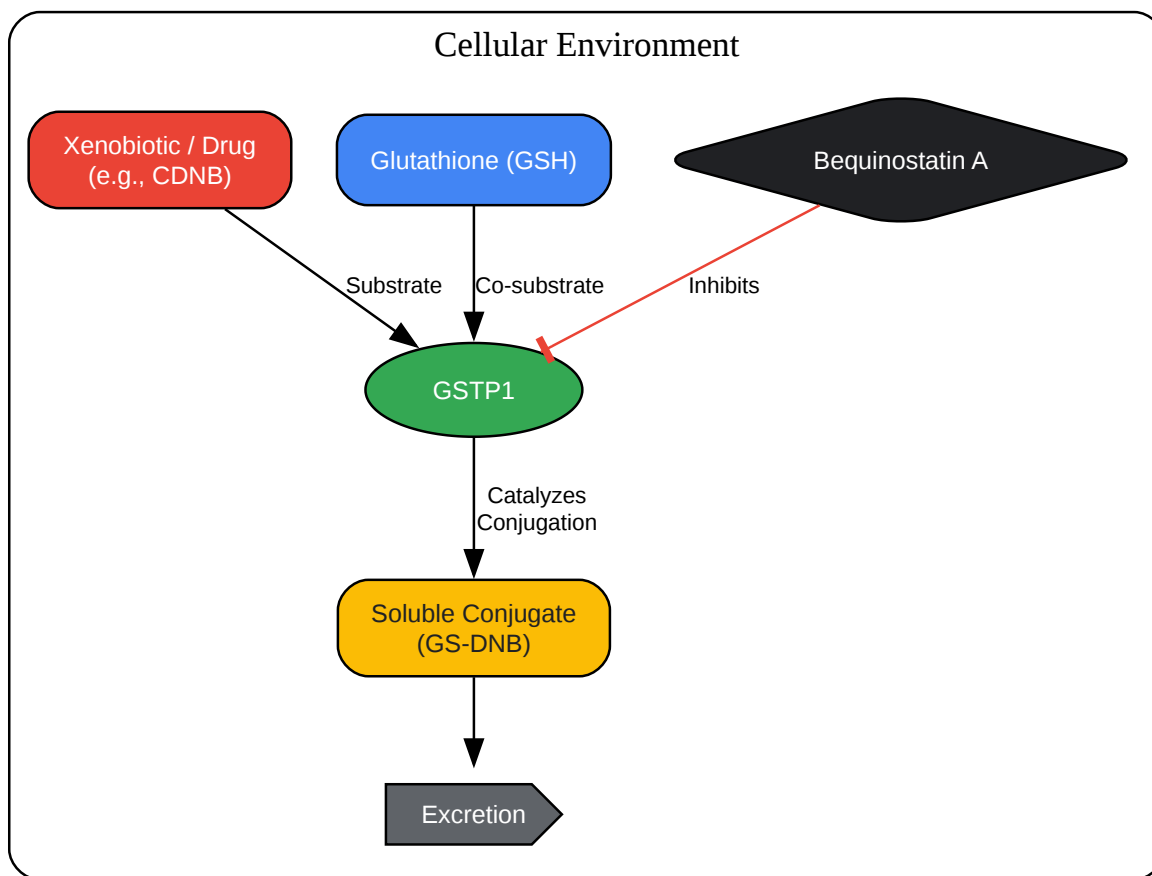 Cellular Environment
Xenobiotic / Drug
(e.g., CDNB)
Glutathione (GSH)
Bequinostatin A
Substrate
Co-substrate
Inhibits
GSTP1
Catalyzes
Conjugation
Soluble Conjugate
(GS-DNB)
Excretion